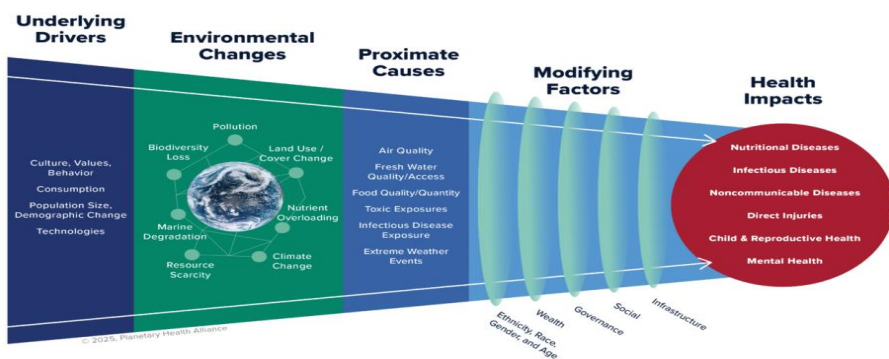 Underlying
Drivers
Environmental
Changes
Proximate
Causes
Modifying
Factors
Health
Impacts
Culture, Values,
Behavior
Consumption
Population Size,
Demographic Change
Technologies
Pollution
Biodiversity
Loss
Land Use /
Cover Change
Nutrient
Overloading
Marine
Degradation
Climate
Change
Resource
Scarcity
Air Quality
Fresh Water
Quality/Access
Food Quality/Quantity
Toxic Exposures
Infectious Disease
Exposure
Extreme Weather
Events
Ethnicity, Race,
Gender, and Age
Wealth
Governance
Social
Infrastructure
Nutritional Diseases
Infectious Diseases
Noncommunicable Diseases
Direct Injuries
Child & Reproductive Health
Mental Health
© 2025, Planetary Health Alliance